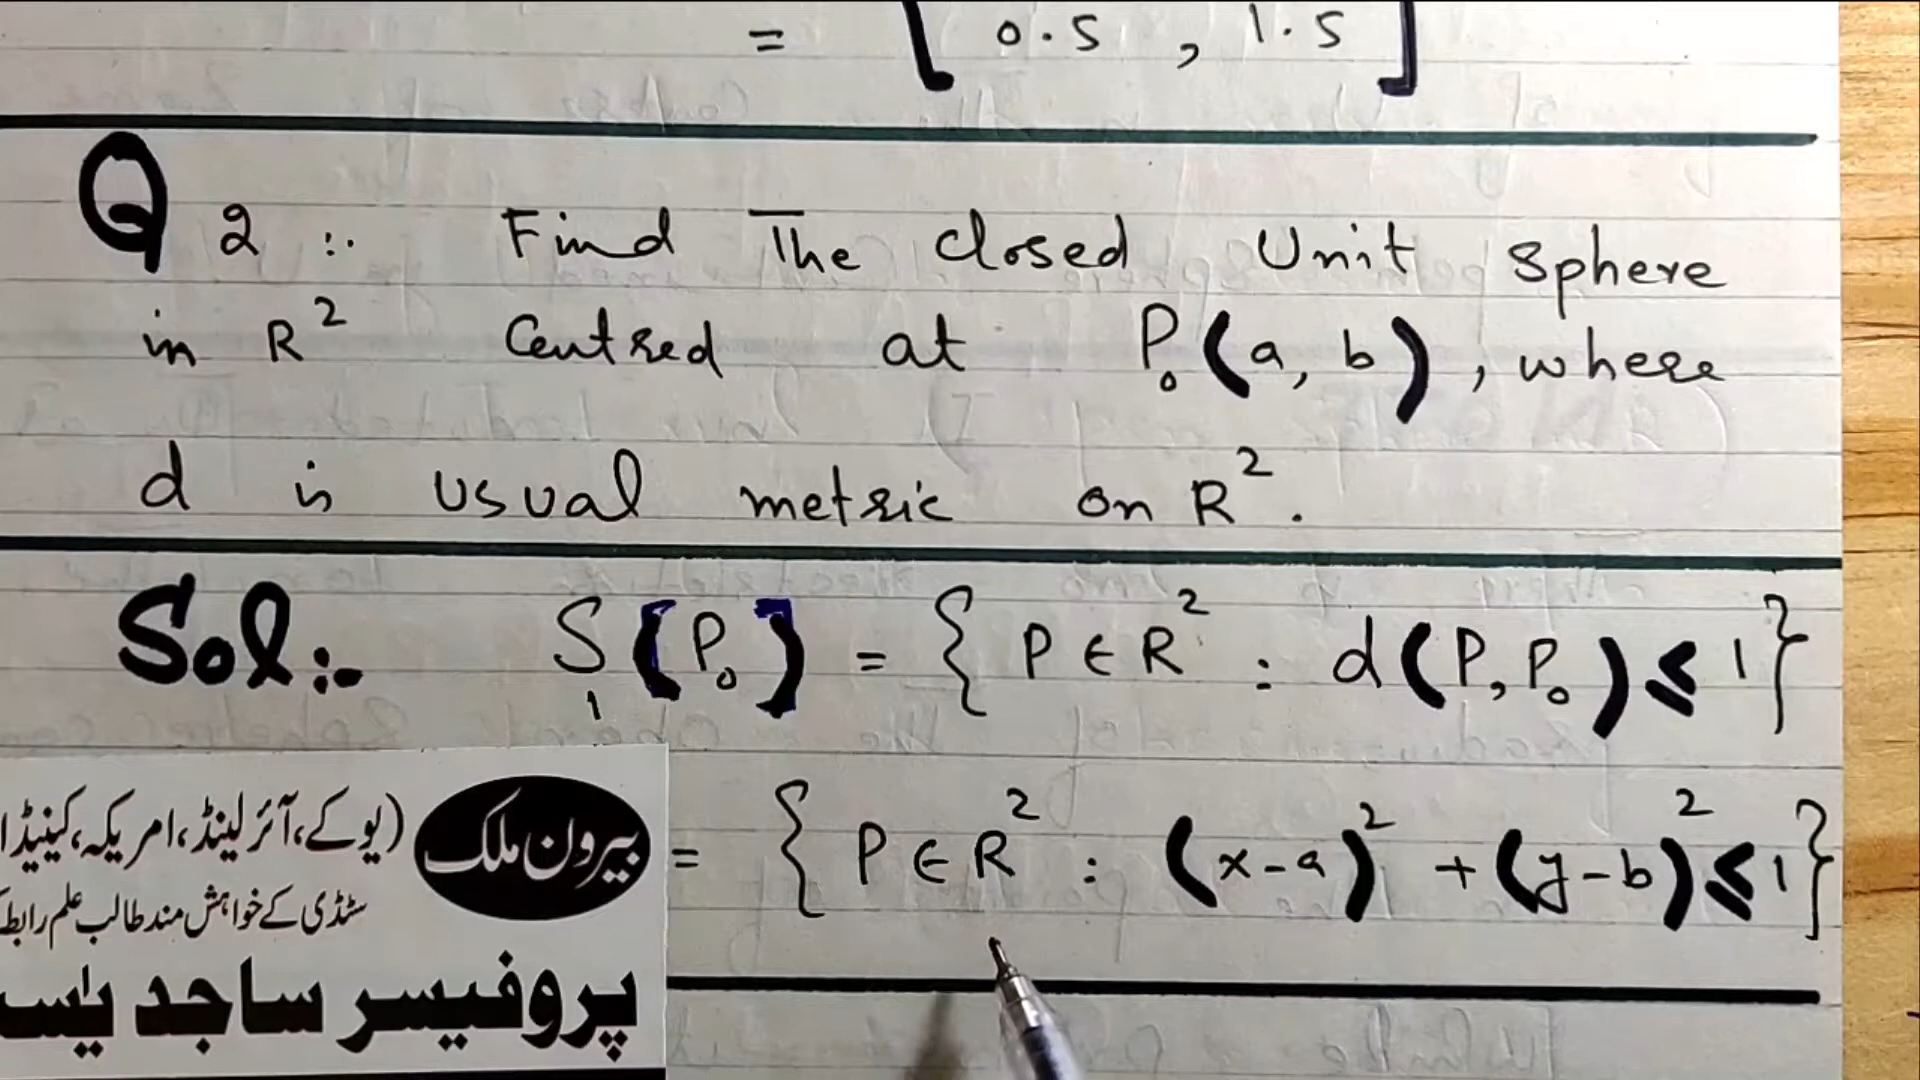 = [ 0.5 , 1.5 ]
Q 2 :. Find The closed Unit sphere
in R² Centred at P₀(a, b), where
d is usual metric on R².
Sol:- S₁(P₀) = { P ∈ R² : d(P, P₀) ≤ 1 }
= { P ∈ R² : (x-a)² + (y-b)² ≤ 1 }
بیرون ملک (یوکے، آئرلینڈ، امریکہ، کینیڈا
سٹڈی کے خواہش مند طالب علم رابطہ
پروفیسر ساجد